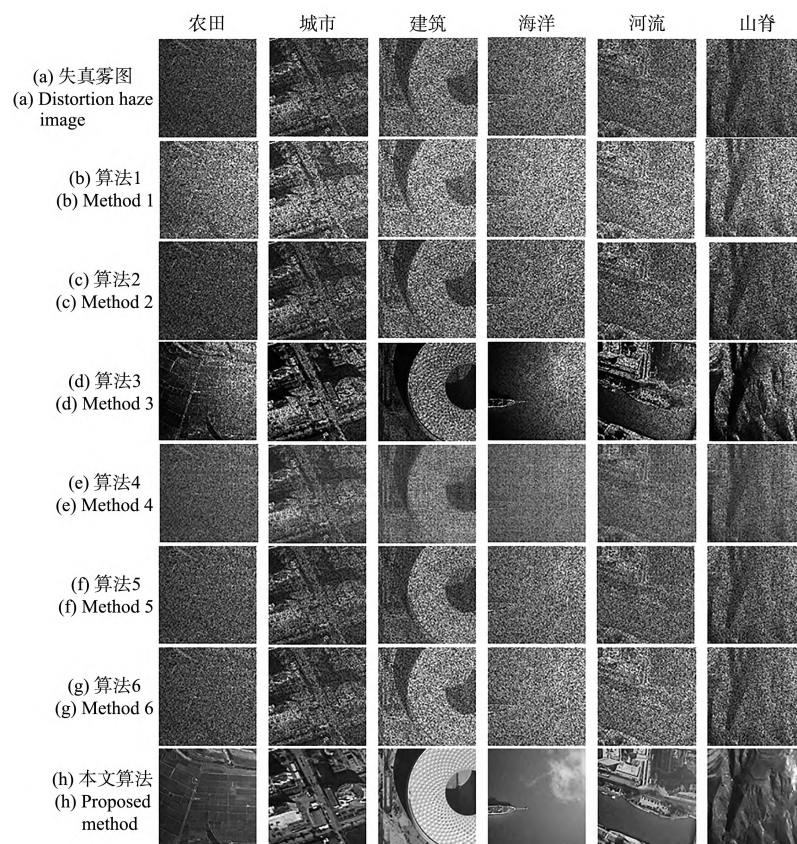 农田 城市 建筑 海洋 河流 山脊
(a) 失真雾图
(a) Distortion haze
image
(b) 算法1
(b) Method 1
(c) 算法2
(c) Method 2
(d) 算法3
(d) Method 3
(e) 算法4
(e) Method 4
(f) 算法5
(f) Method 5
(g) 算法6
(g) Method 6
(h) 本文算法
(h) Proposed
method